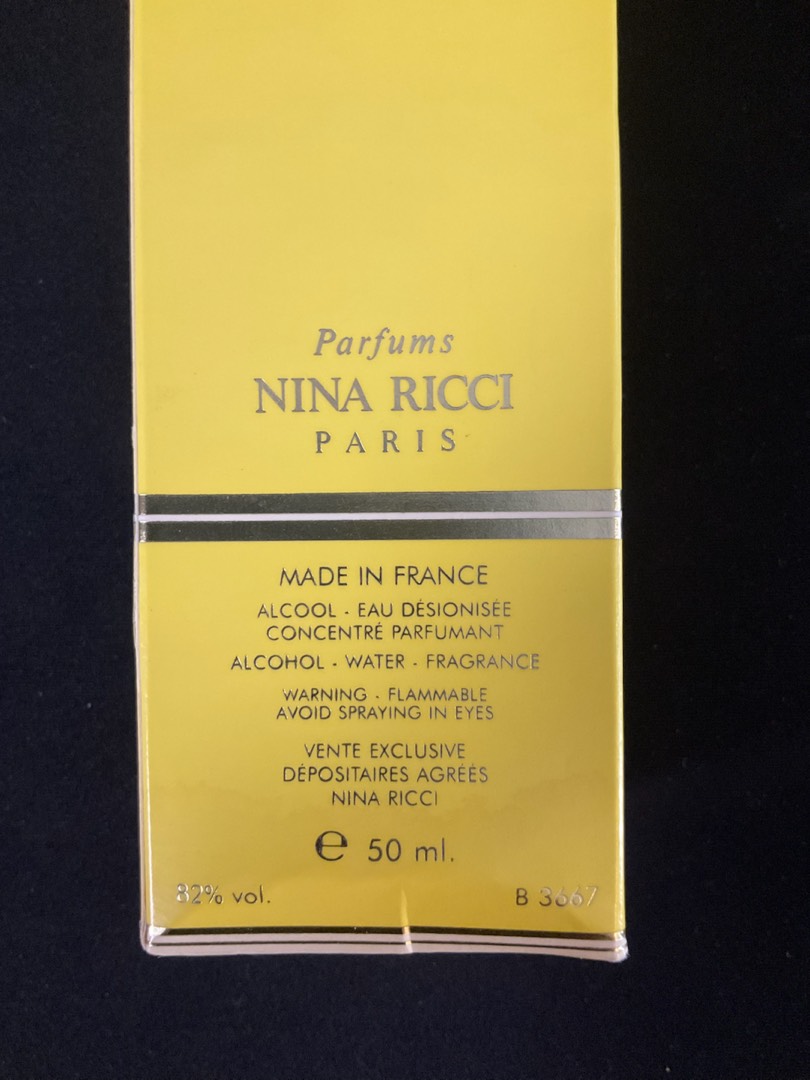 Parfums
NINA RICCI
PARIS
MADE IN FRANCE
ALCOOL - EAU DÉSIONISÉE
CONCENTRÉ PARFUMANT
ALCOHOL - WATER - FRAGRANCE
WARNING - FLAMMABLE
AVOID SPRAYING IN EYES
VENTE EXCLUSIVE
DÉPOSITAIRES AGRÉÉS
NINA RICCI
℮ 50 ml.
82% vol.
B 3667